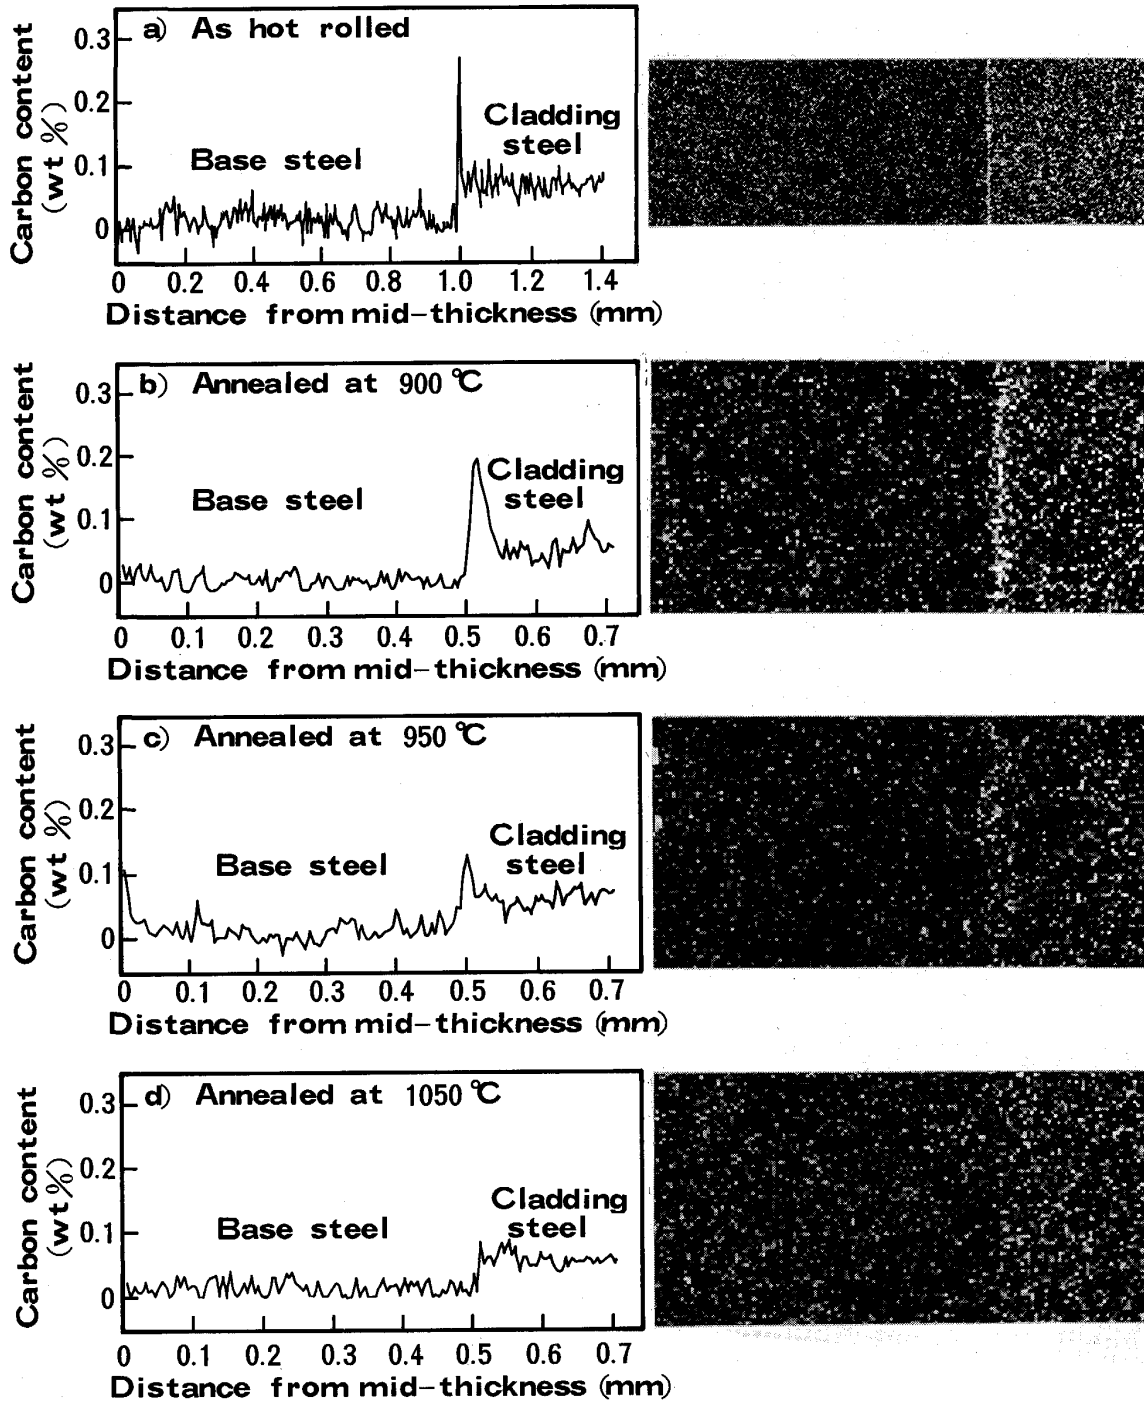 a) As hot rolled
Carbon content
(wt %)
0.3
0.2
0.1
0
Base steel
Cladding
steel
0 0.2 0.4 0.6 0.8 1.0 1.2 1.4
Distance from mid-thickness (mm)
b) Annealed at 900 ℃
Carbon content
(wt %)
0.3
0.2
0.1
0
Base steel
Cladding
steel
0 0.1 0.2 0.3 0.4 0.5 0.6 0.7
Distance from mid-thickness (mm)
c) Annealed at 950 ℃
Carbon content
(wt %)
0.3
0.2
0.1
0
Base steel
Cladding
steel
0 0.1 0.2 0.3 0.4 0.5 0.6 0.7
Distance from mid-thickness (mm)
d) Annealed at 1050 ℃
Carbon content
(wt %)
0.3
0.2
0.1
0
Base steel
Cladding
steel
0 0.1 0.2 0.3 0.4 0.5 0.6 0.7
Distance from mid-thickness (mm)